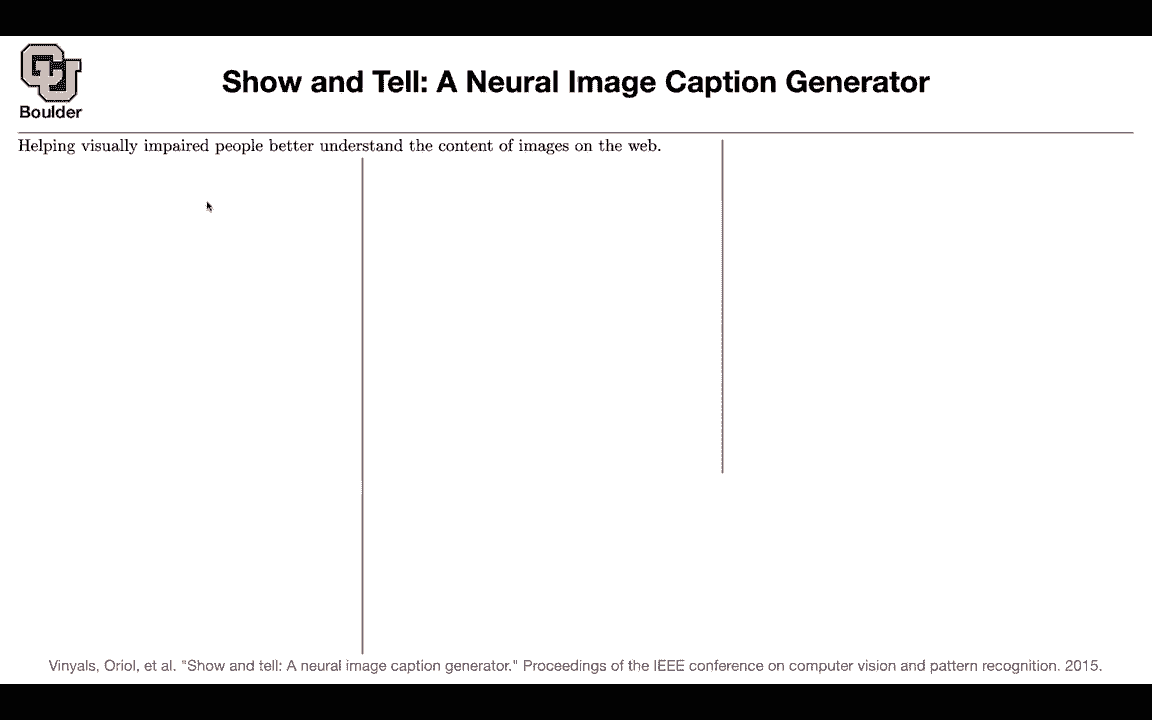 CU
Boulder
Show and Tell: A Neural Image Caption Generator
Helping visually impaired people better understand the content of images on the web.
Vinyals, Oriol, et al. "Show and tell: A neural image caption generator." Proceedings of the IEEE conference on computer vision and pattern recognition. 2015.